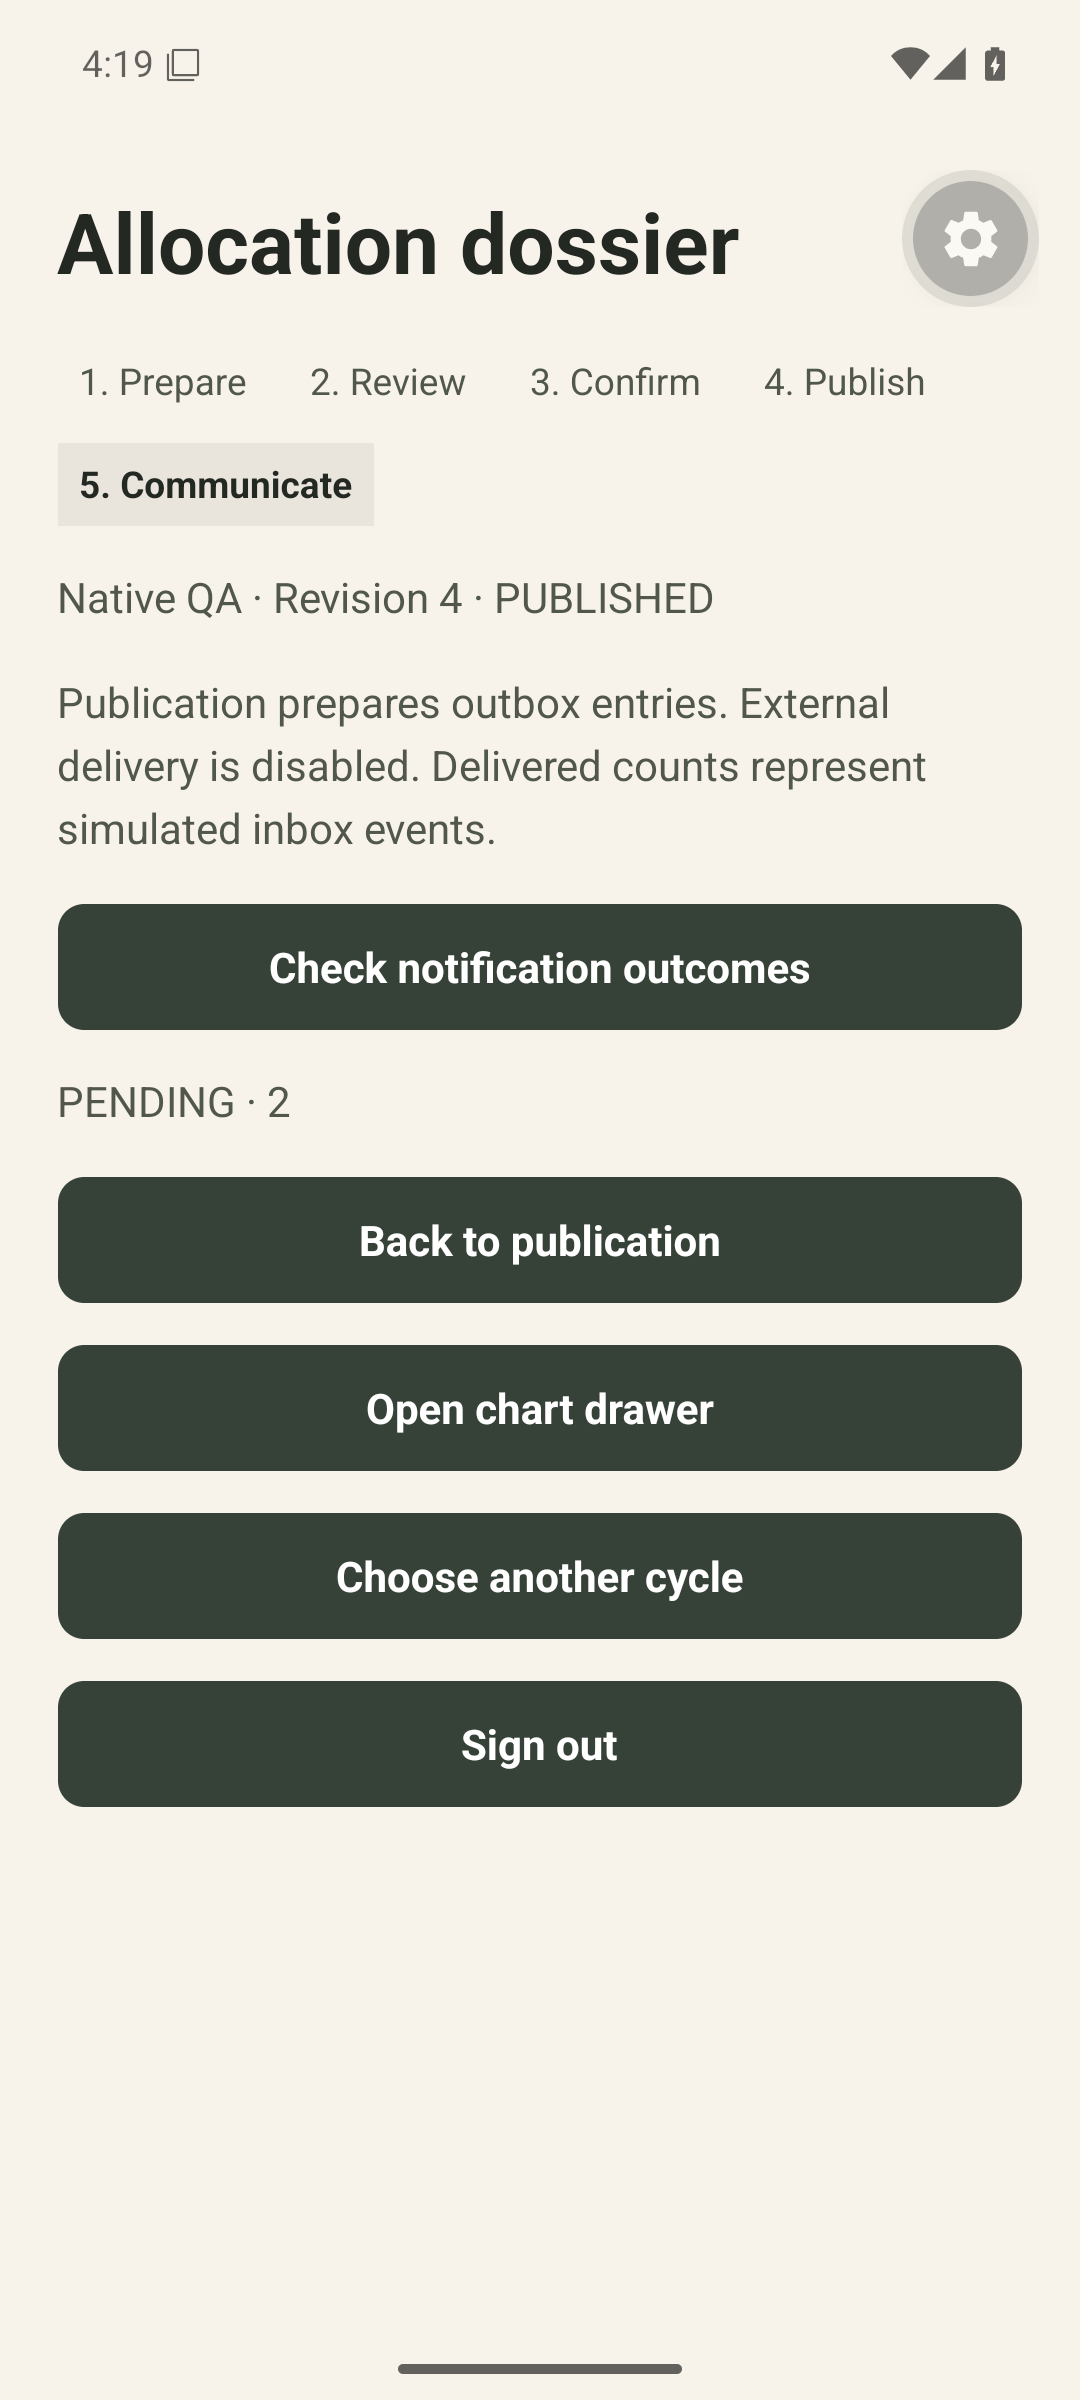 4:19
Allocation dossier
1. Prepare 2. Review 3. Confirm 4. Publish
5. Communicate
Native QA · Revision 4 · PUBLISHED
Publication prepares outbox entries. External
delivery is disabled. Delivered counts represent
simulated inbox events.
Check notification outcomes
PENDING · 2
Back to publication
Open chart drawer
Choose another cycle
Sign out